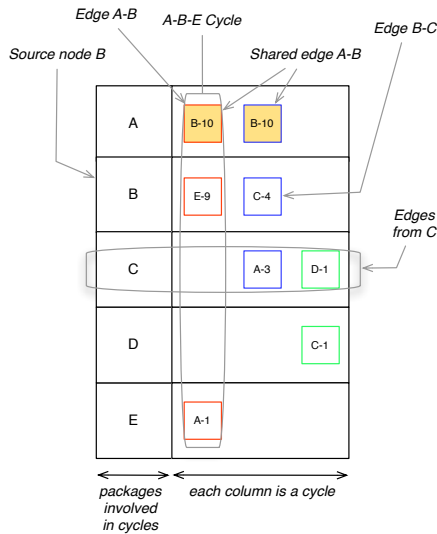 Edge A-B
A-B-E Cycle
Edge B-C
Source node B
Shared edge A-B
A
B-10
B-10
B
E-9
C-4
Edges
from C
C
A-3
D-1
D
C-1
E
A-1
packages
involved
in cycles
each column is a cycle